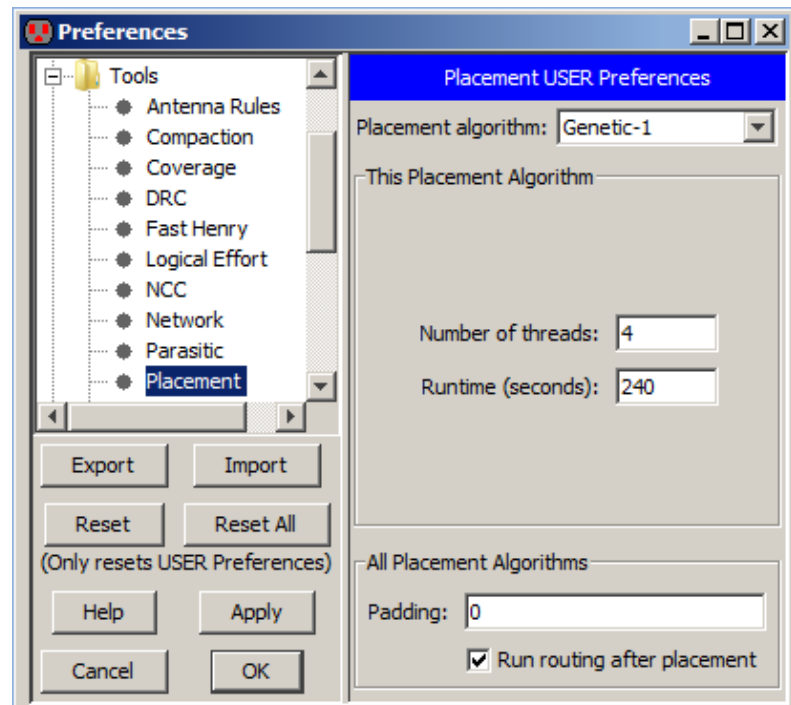 Preferences
Tools
Antenna Rules
Compaction
Coverage
DRC
Fast Henry
Logical Effort
NCC
Network
Parasitic
Placement
Export Import
Reset Reset All
(Only resets USER Preferences)
Help Apply
Cancel OK
Placement USER Preferences
Placement algorithm: Genetic-1
This Placement Algorithm
Number of threads: 4
Runtime (seconds): 240
All Placement Algorithms
Padding: 0
Run routing after placement